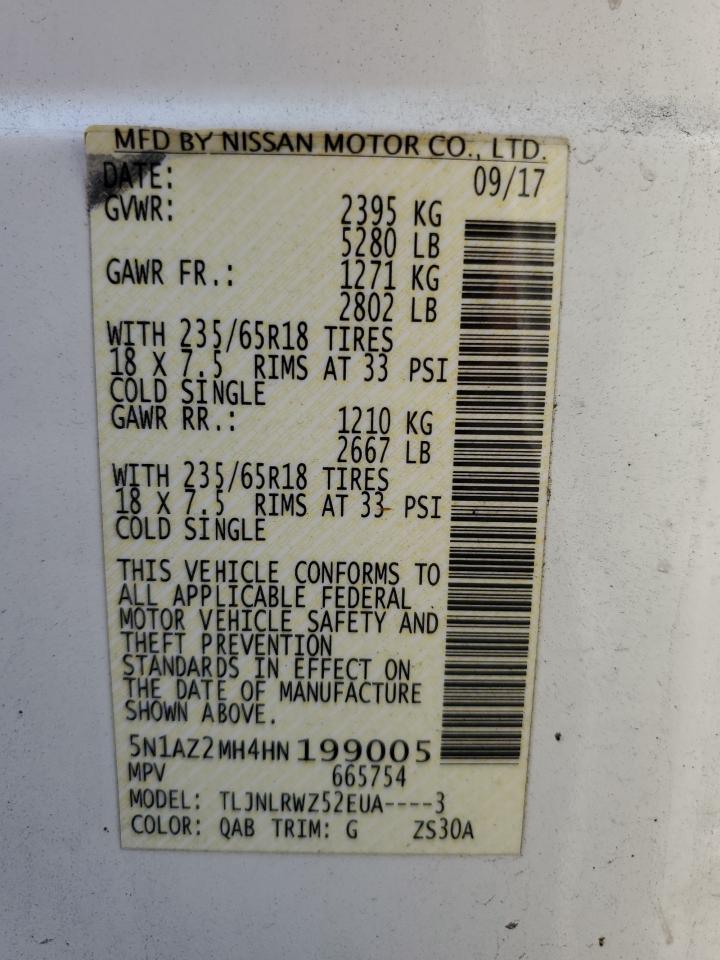 MFD BY NISSAN MOTOR CO., LTD.
DATE: 09/17
GVWR: 2395 KG
5280 LB
GAWR FR.: 1271 KG
2802 LB
WITH 235/65R18 TIRES
18 X 7.5 RIMS AT 33 PSI
COLD SINGLE
GAWR RR.: 1210 KG
2667 LB
WITH 235/65R18 TIRES
18 X 7.5 RIMS AT 33 PSI
COLD SINGLE
THIS VEHICLE CONFORMS TO
ALL APPLICABLE FEDERAL
MOTOR VEHICLE SAFETY AND
THEFT PREVENTION
STANDARDS IN EFFECT ON
THE DATE OF MANUFACTURE
SHOWN ABOVE.
5N1AZ2MH4HN199005
MPV 665754
MODEL: TLJNLRWZ52EUA----3
COLOR: QAB TRIM: G ZS30A